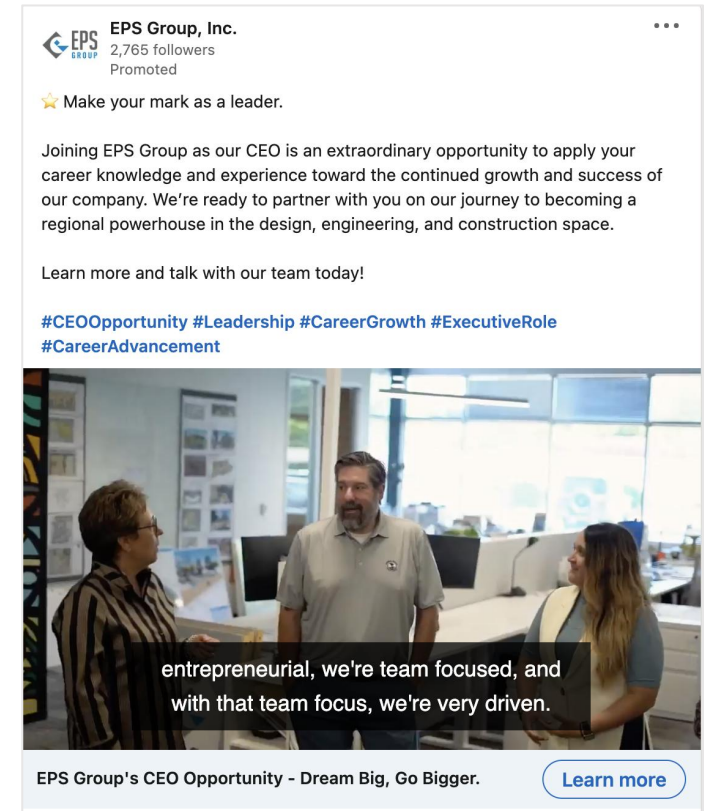 EPS
GROUP
EPS Group, Inc.
2,765 followers
Promoted
⭐ Make your mark as a leader.
Joining EPS Group as our CEO is an extraordinary opportunity to apply your
career knowledge and experience toward the continued growth and success of
our company. We’re ready to partner with you on our journey to becoming a
regional powerhouse in the design, engineering, and construction space.
Learn more and talk with our team today!
#CEOOpportunity #Leadership #CareerGrowth #ExecutiveRole
#CareerAdvancement
entrepreneurial, we're team focused, and
with that team focus, we're very driven.
EPS Group's CEO Opportunity - Dream Big, Go Bigger.
Learn more